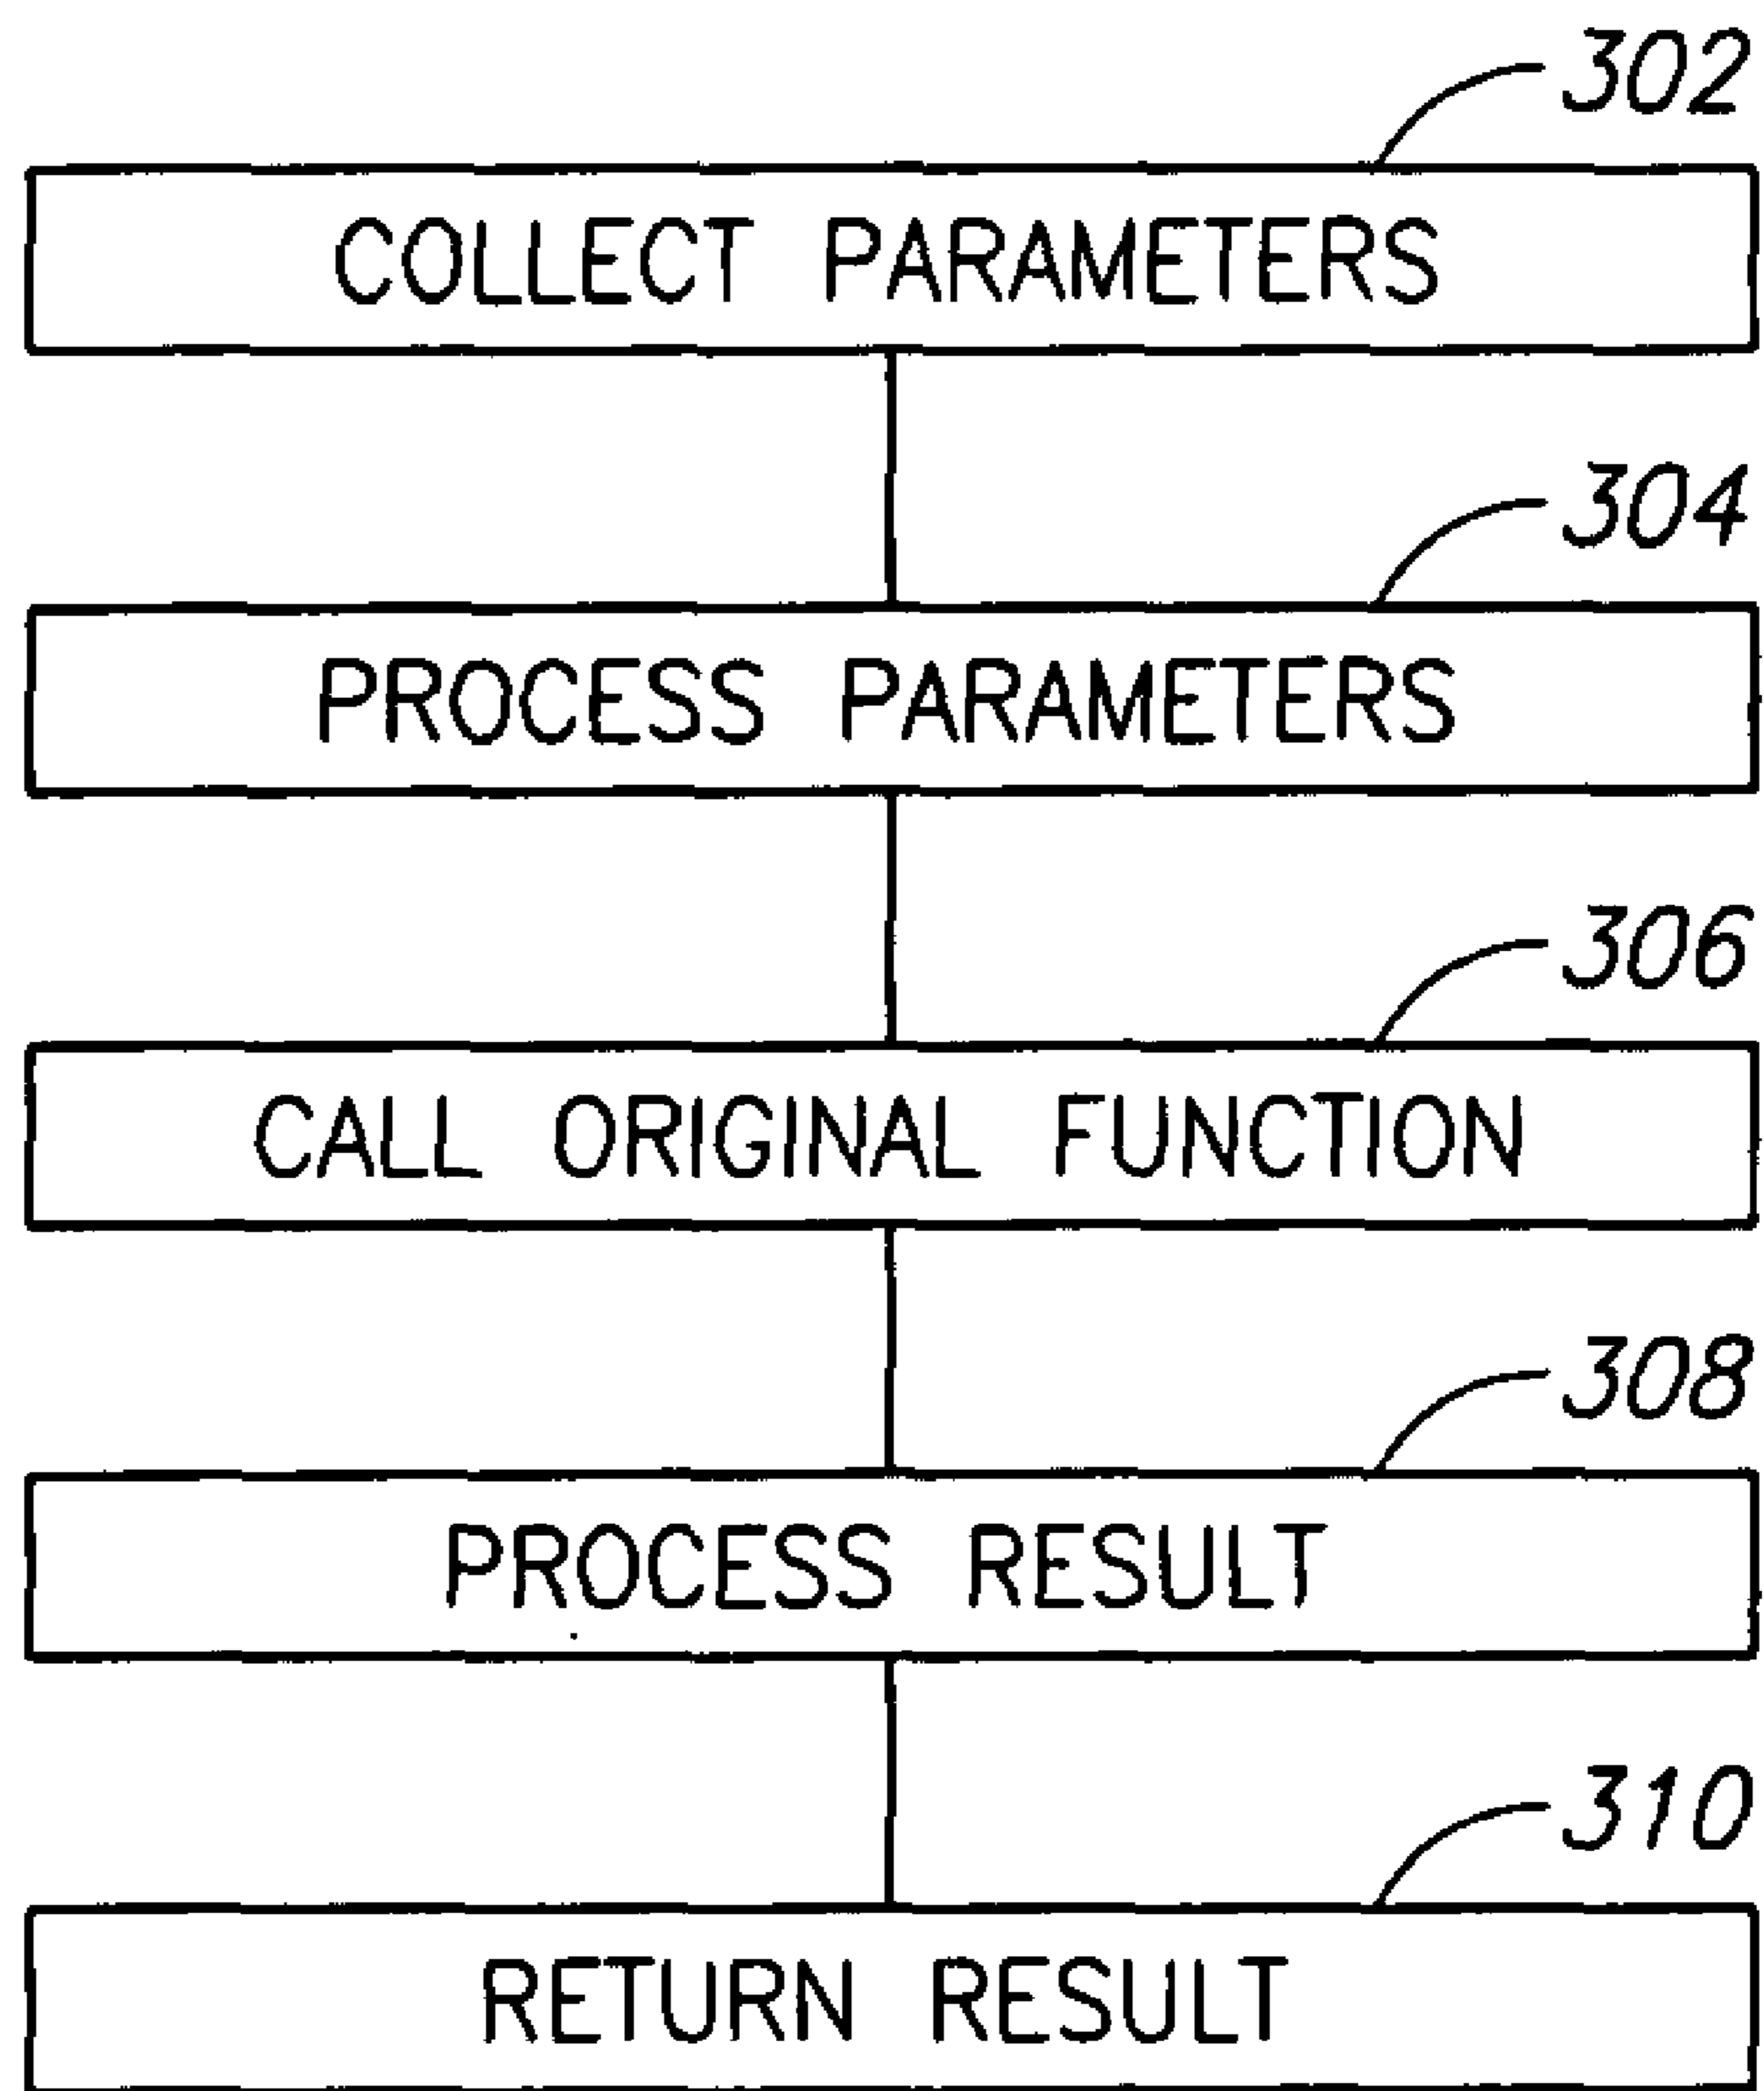 302
COLLECT PARAMETERS
304
PROCESS PARAMETERS
306
CALL ORIGINAL FUNCTION
308
PROCESS RESULT
310
RETURN RESULT